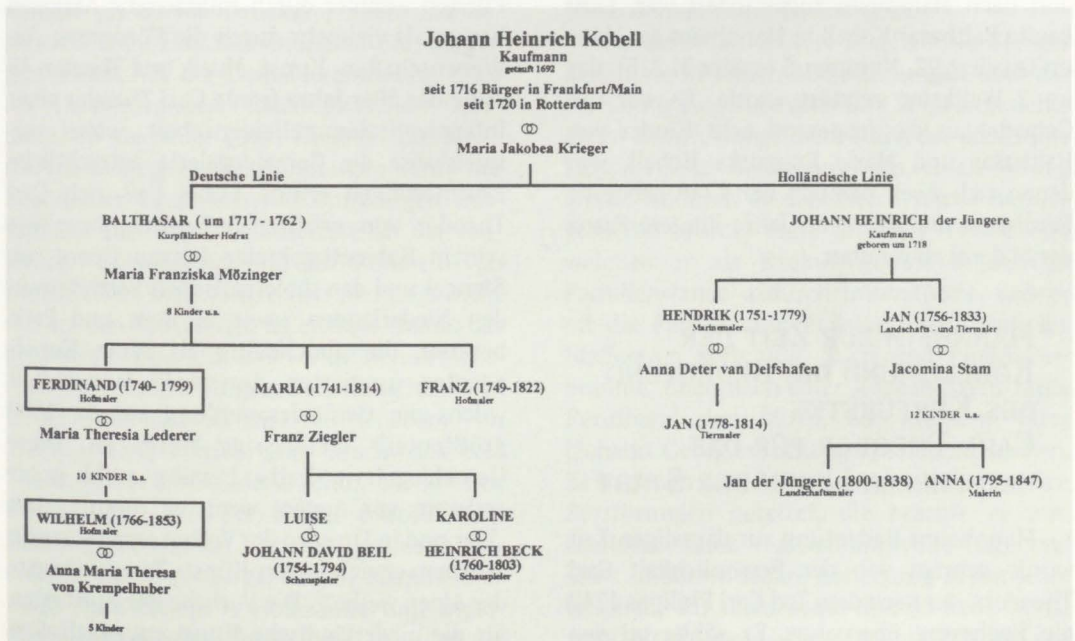 Johann Heinrich Kobell
Kaufmann
getauft 1692
seit 1716 Bürger in Frankfurt/Main
seit 1720 in Rotterdam
Maria Jakobea Krieger
Deutsche Linie
Holländische Linie
BALTHASAR ( um 1717 - 1762 )
Kurpfälzischer Hofrat
Maria Franziska Mözinger
8 Kinder u.a.
JOHANN HEINRICH der Jüngere
Kaufmann
geboren um 1718
HENDRIK (1751-1779)
Marinemaler
Anna Deter van Delfshafen
JAN (1756-1833)
Landschafts - und Tiermaler
Jacomina Stam
FERDINAND (1740- 1799)
Hofmaler
Maria Theresia Lederer
10 KINDER u.a.
MARIA (1741-1814)
Franz Ziegler
FRANZ (1749-1822)
Hofmaler
JAN (1778-1814)
Tiermaler
12 KINDER u.a.
Jan der Jüngere (1800-1838)
Landschaftsmaler
ANNA (1795-1847)
Malerin
WILHELM (1766-1853)
Hofmaler
Anna Maria Theresa
von Krempelhuber
5 Kinder
LUISE
JOHANN DAVID BEIL
(1754-1794)
Schauspieler
KAROLINE
HEINRICH BECK
(1760-1803)
Schauspieler